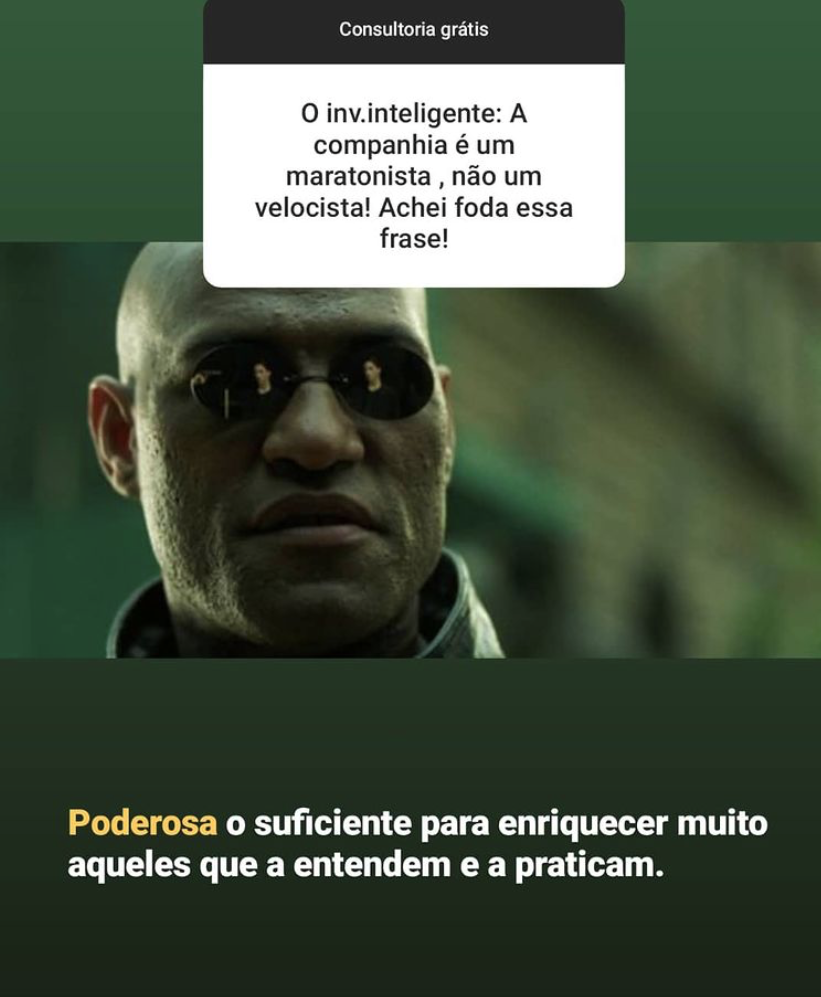 Consultoria grátis
O inv.inteligente: A
companhia é um
maratonista , não um
velocista! Achei foda essa
frase!
Poderosa o suficiente para enriquecer muito
aqueles que a entendem e a praticam.